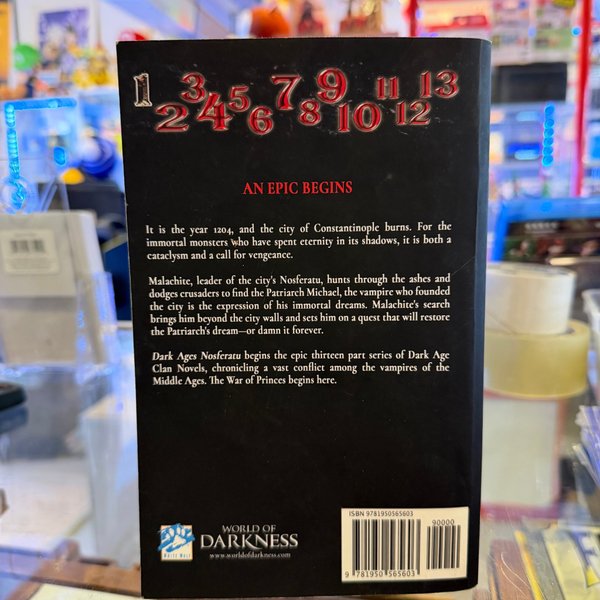 1 2 3 4 5 6 7 8 9 10 11 12 13
AN EPIC BEGINS
It is the year 1204, and the city of Constantinople burns. For the
immortal monsters who have spent eternity in its shadows, it is both a
cataclysm and a call for vengeance.
Malachite, leader of the city's Nosferatu, hunts through the ashes and
dodges crusaders to find the Patriarch Michael, the vampire who founded
the city is the expression of his immortal dreams. Malachite's search
brings him beyond the city walls and sets him on a quest that will restore
the Patriarch's dream—or damn it forever.
Dark Ages Nosferatu begins the epic thirteen part series of Dark Age
Clan Novels, chronicling a vast conflict among the vampires of the
Middle Ages. The War of Princes begins here.
WHITE WOLF
WORLD OF
DARKNESS
www.worldofdarkness.com
ISBN 9781950565603
90000
9 781950 565603